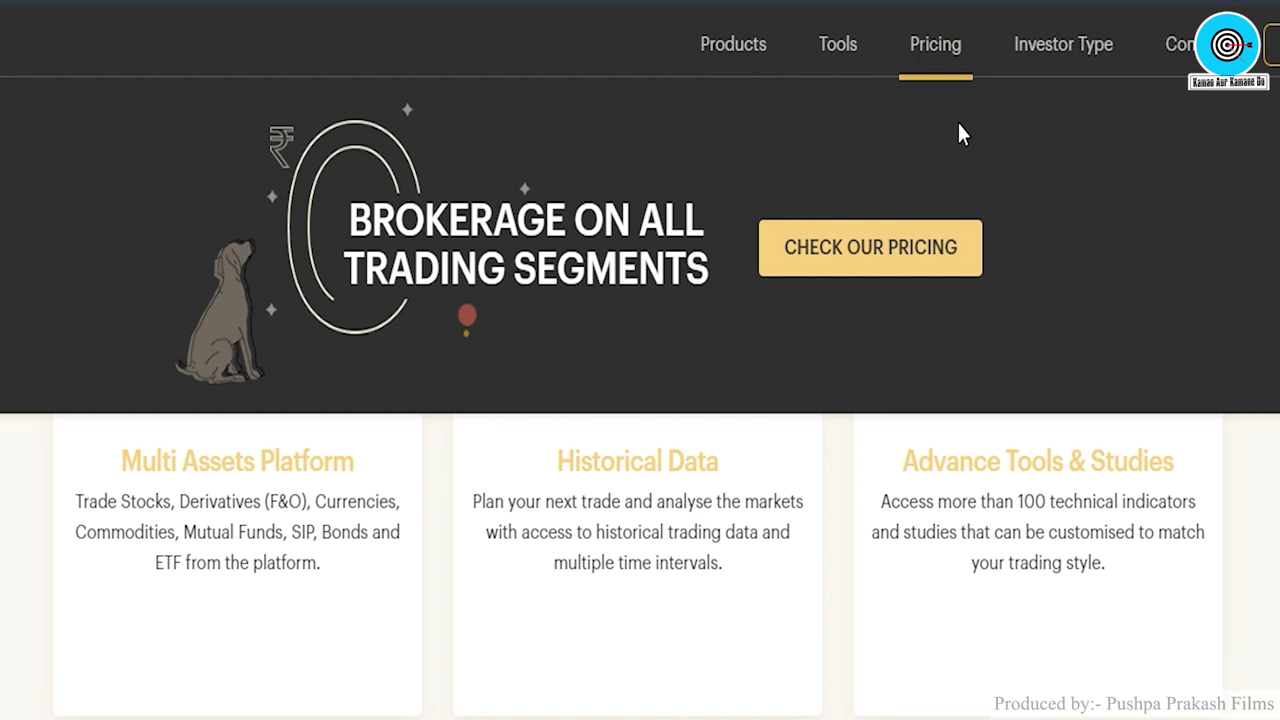 Products Tools Pricing Investor Type
Kamao Aur Kamane Do
₹
0
BROKERAGE ON ALL
TRADING SEGMENTS
CHECK OUR PRICING
Multi Assets Platform
Trade Stocks, Derivatives (F&O), Currencies,
Commodities, Mutual Funds, SIP, Bonds and
ETF from the platform.
Historical Data
Plan your next trade and analyse the markets
with access to historical trading data and
multiple time intervals.
Advance Tools & Studies
Access more than 100 technical indicators
and studies that can be customised to match
your trading style.
Produced by:- Pushpa Prakash Films